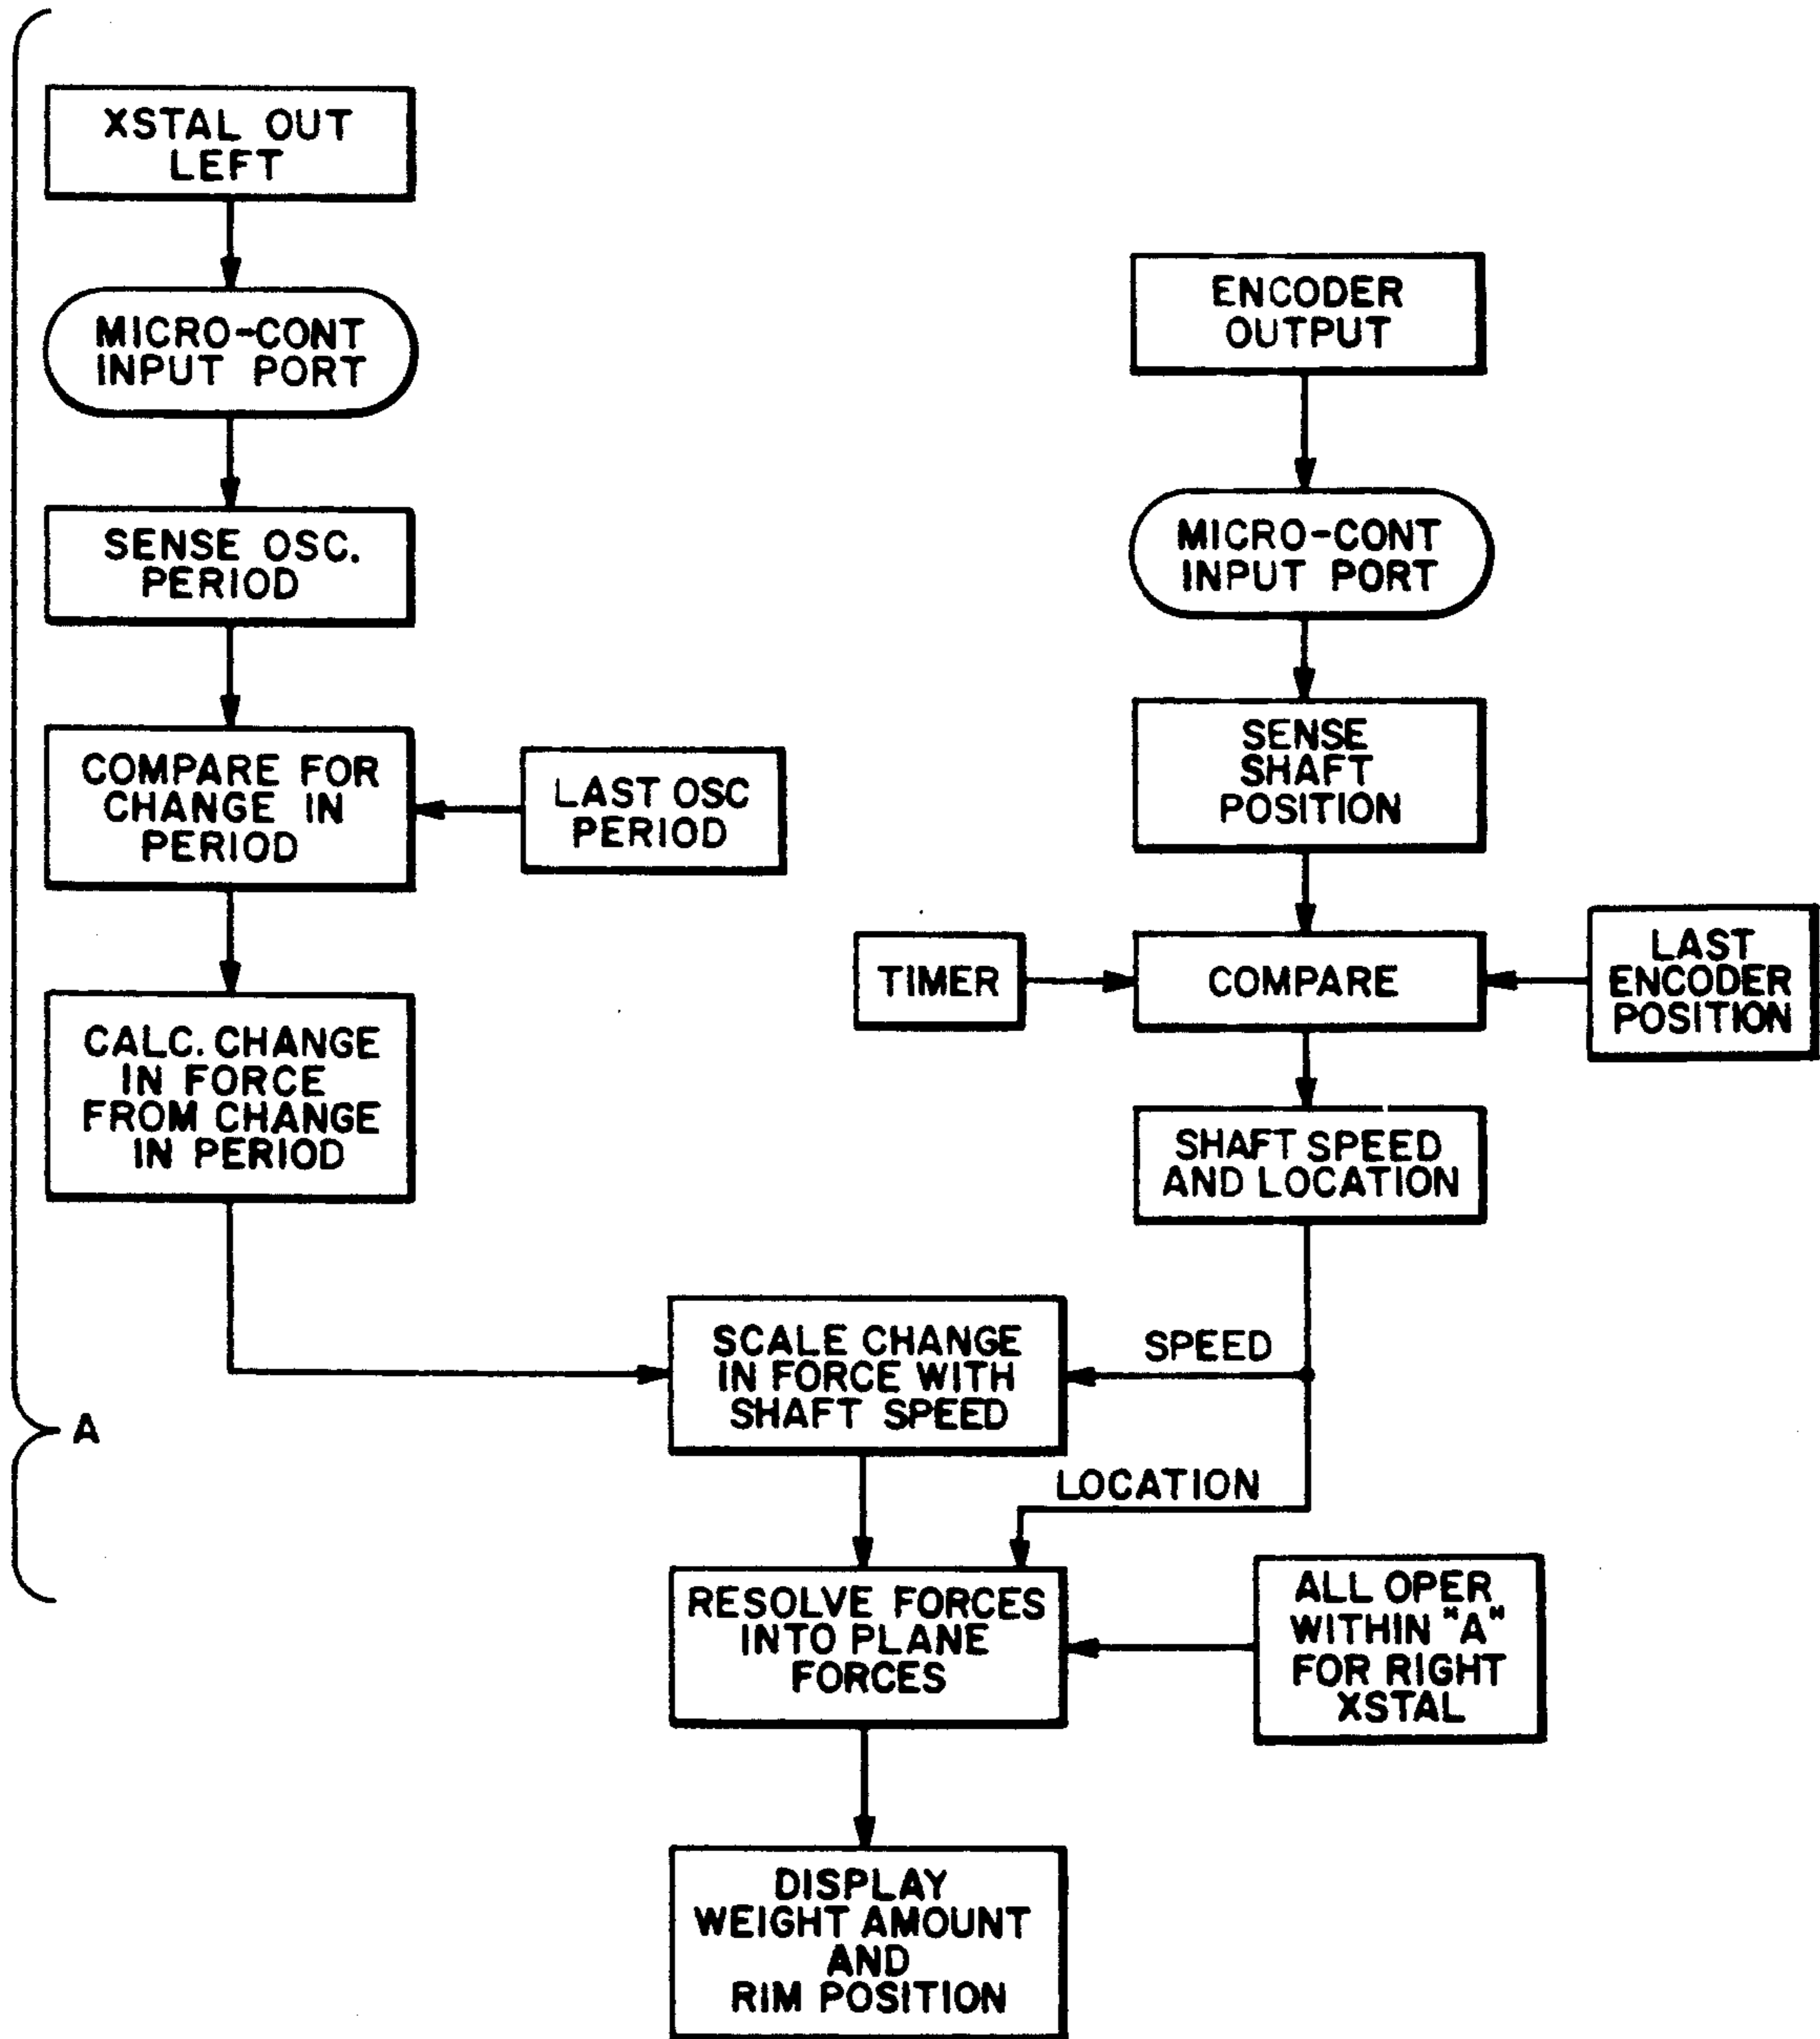 XSTAL OUT
LEFT
MICRO-CONT
INPUT PORT
SENSE OSC.
PERIOD
COMPARE FOR
CHANGE IN
PERIOD
LAST OSC
PERIOD
CALC. CHANGE
IN FORCE
FROM CHANGE
IN PERIOD
ENCODER
OUTPUT
MICRO-CONT
INPUT PORT
SENSE
SHAFT
POSITION
TIMER
COMPARE
LAST
ENCODER
POSITION
SHAFT SPEED
AND LOCATION
SCALE CHANGE
IN FORCE WITH
SHAFT SPEED
SPEED
A
LOCATION
RESOLVE FORCES
INTO PLANE
FORCES
ALL OPER
WITHIN "A"
FOR RIGHT
XSTAL
DISPLAY
WEIGHT AMOUNT
AND
RIM POSITION